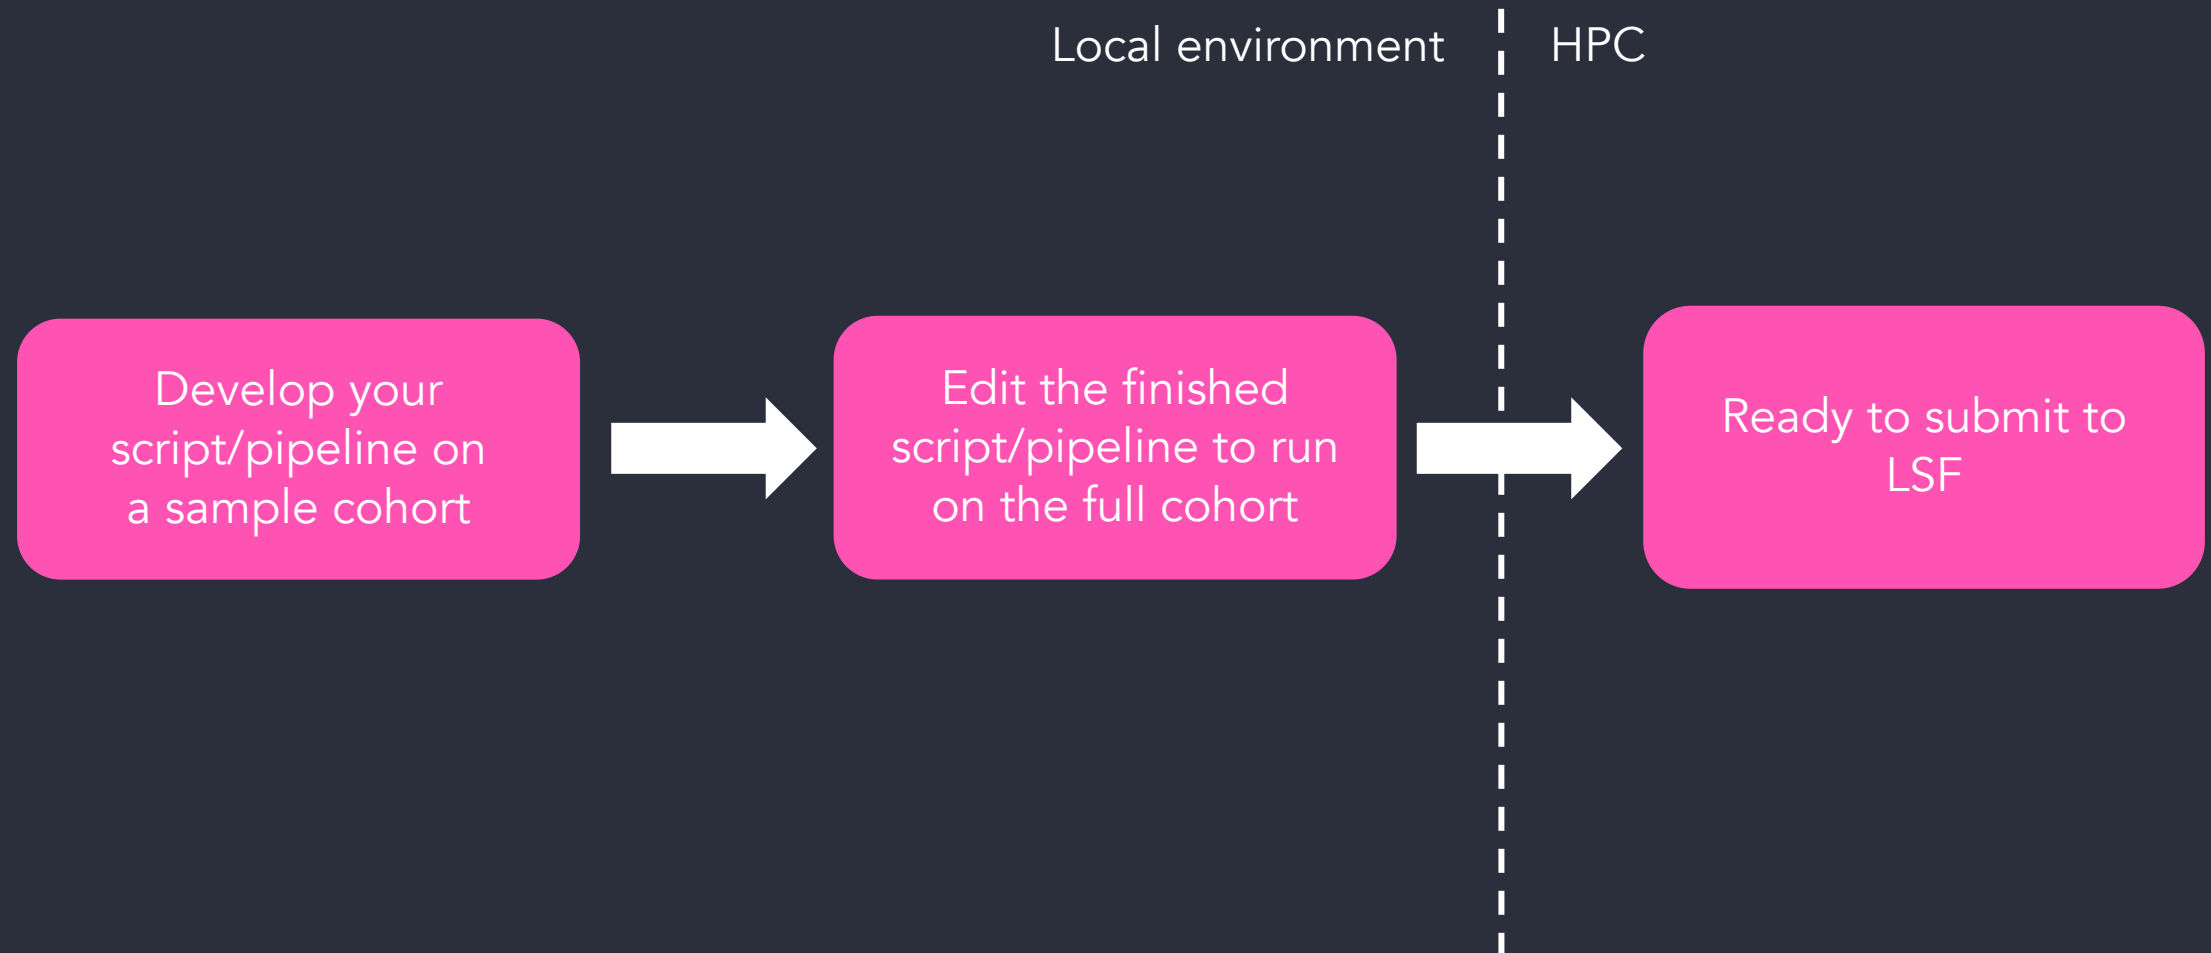 Local environment
HPC
Develop your
script/pipeline on
a sample cohort
Edit the finished
script/pipeline to run
on the full cohort
Ready to submit to
LSF